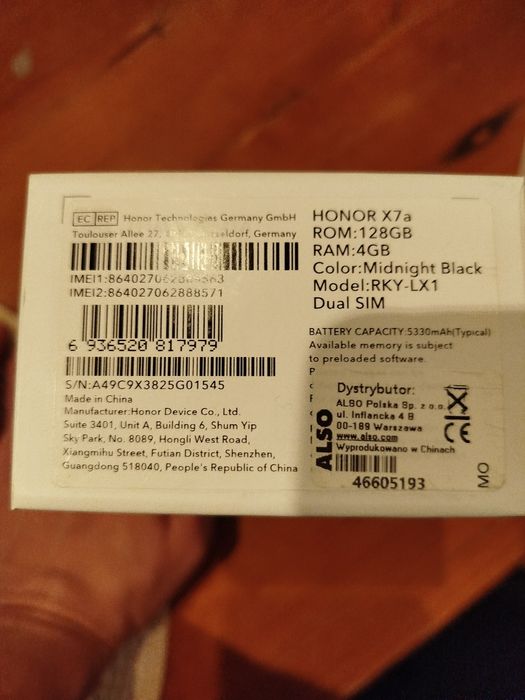 EC REP Honor Technologies Germany GmbH
Toulouser Allee 27, Germany
IMEI2:864027062888571
6 936520 817979
S/N:A49C9X3825G01545
Made in China
Manufacturer:Honor Device Co., Ltd.
Suite 3401, Unit A, Building 6, Shum Yip
Sky Park, No. 8089, Hongli West Road,
Xiangmihu Street, Futian District, Shenzhen,
Guangdong 518040, People's Republic of China
HONOR X7a
ROM:128GB
RAM:4GB
Color:Midnight Black
Model:RKY-LX1
Dual SIM
BATTERY CAPACITY:5330mAh(Typical)
Available memory is subject
to preloaded software.
Dystrybutor:
ALSO Polska Sp. z o.o.
ul. Inflancka 4 B
00-189 Warszawa
www.also.com
Wyprodukowano w Chinach
ALSO
46605193
CE
MO